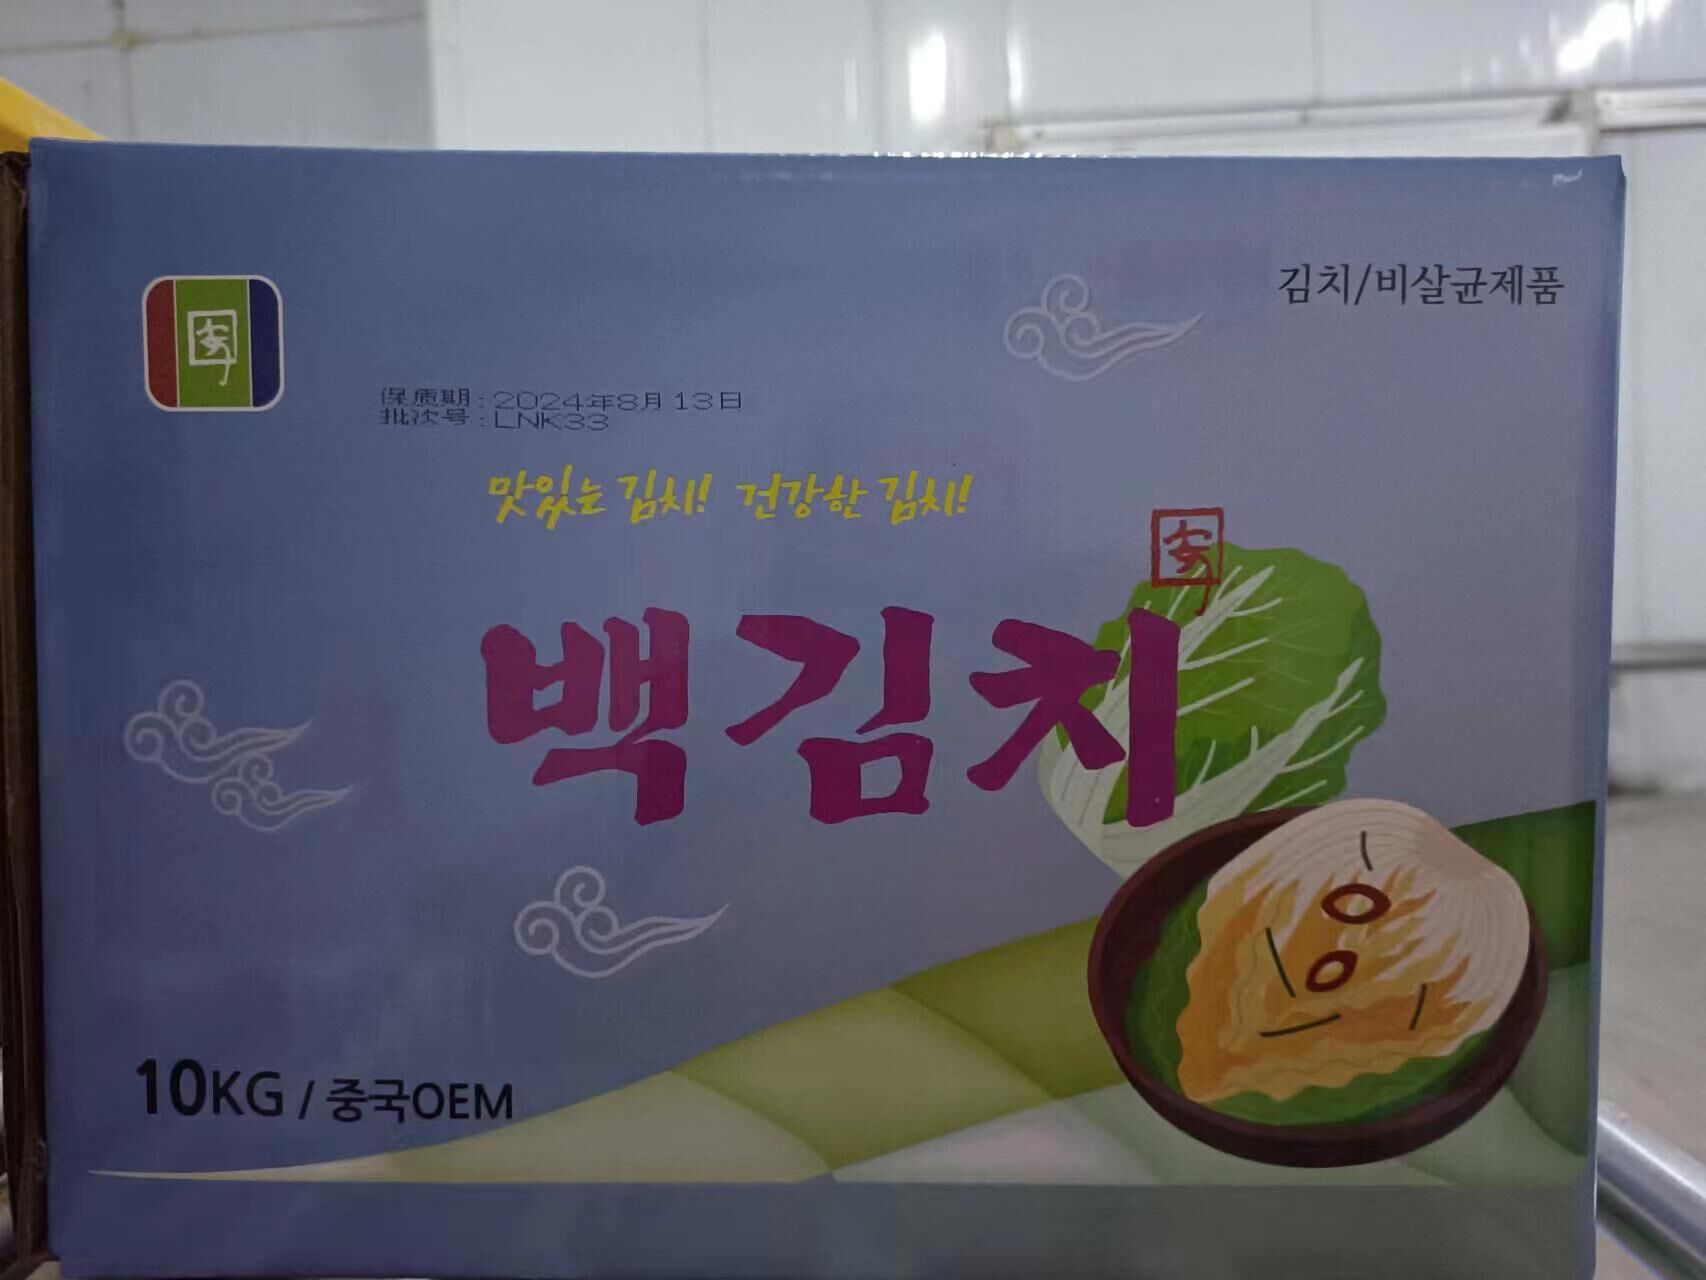 김치/비살균제품
保质期:2024年8月13日
批次号:LNK33
맛있는 김치! 건강한 김치!
백김치
10KG / 중국OEM